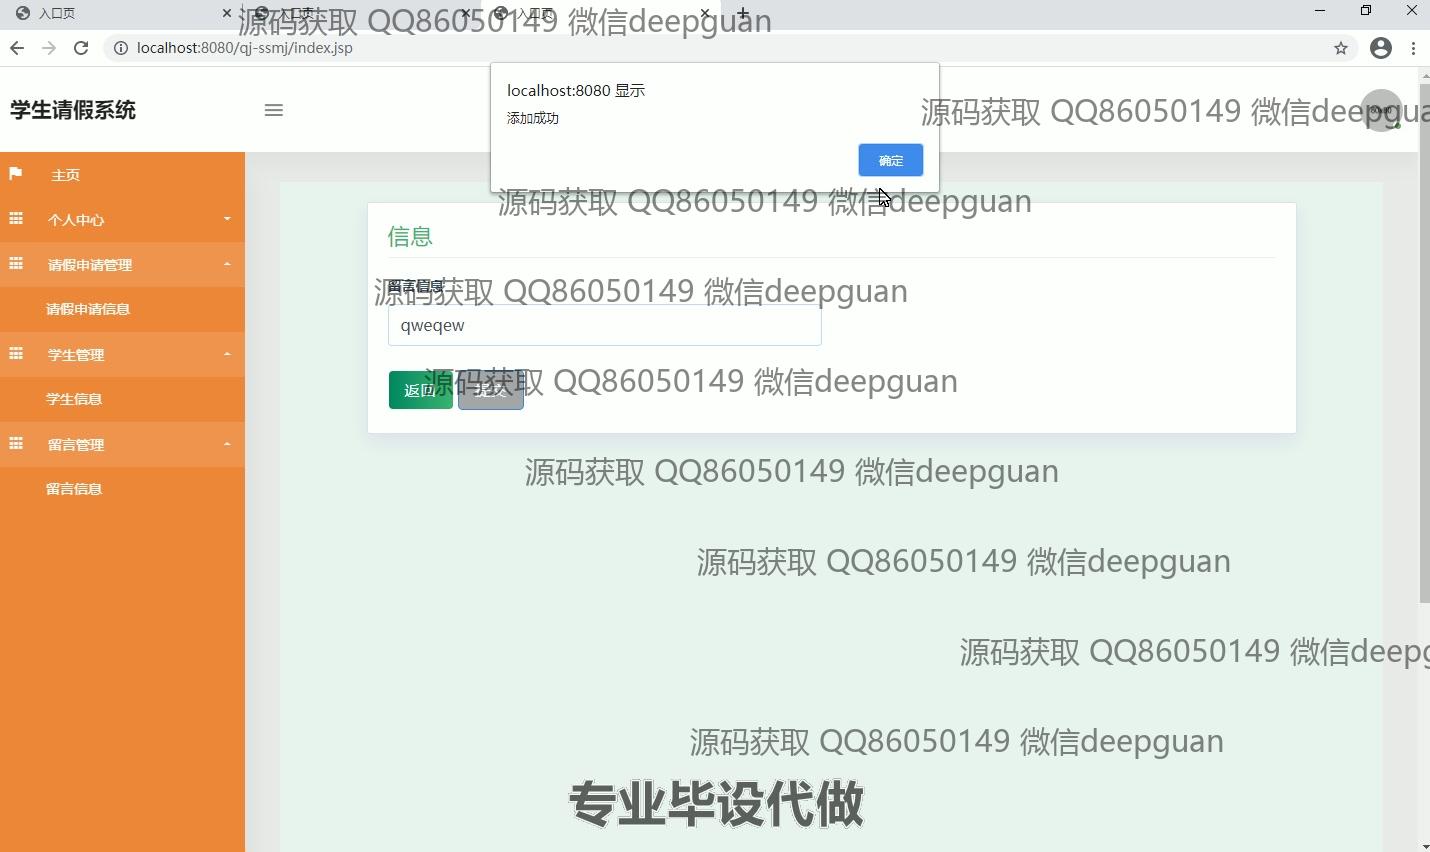 入口页
入口页
入口页
源码获取 QQ86050149 微信deepguan
localhost:8080/qj-ssmj/index.jsp
localhost:8080 显示
添加成功
确定
学生请假系统
源码获取 QQ86050149 微信deepgua
主页
个人中心
请假申请管理
请假申请信息
学生管理
学生信息
留言管理
留言信息
源码获取 QQ86050149 微信deepguan
信息
留言信息
源码获取 QQ86050149 微信deepguan
qweqew
返回
提交
源码获取 QQ86050149 微信deepguan
源码获取 QQ86050149 微信deepguan
源码获取 QQ86050149 微信deepguan
源码获取 QQ86050149 微信deepg
源码获取 QQ86050149 微信deepguan
专业毕设代做